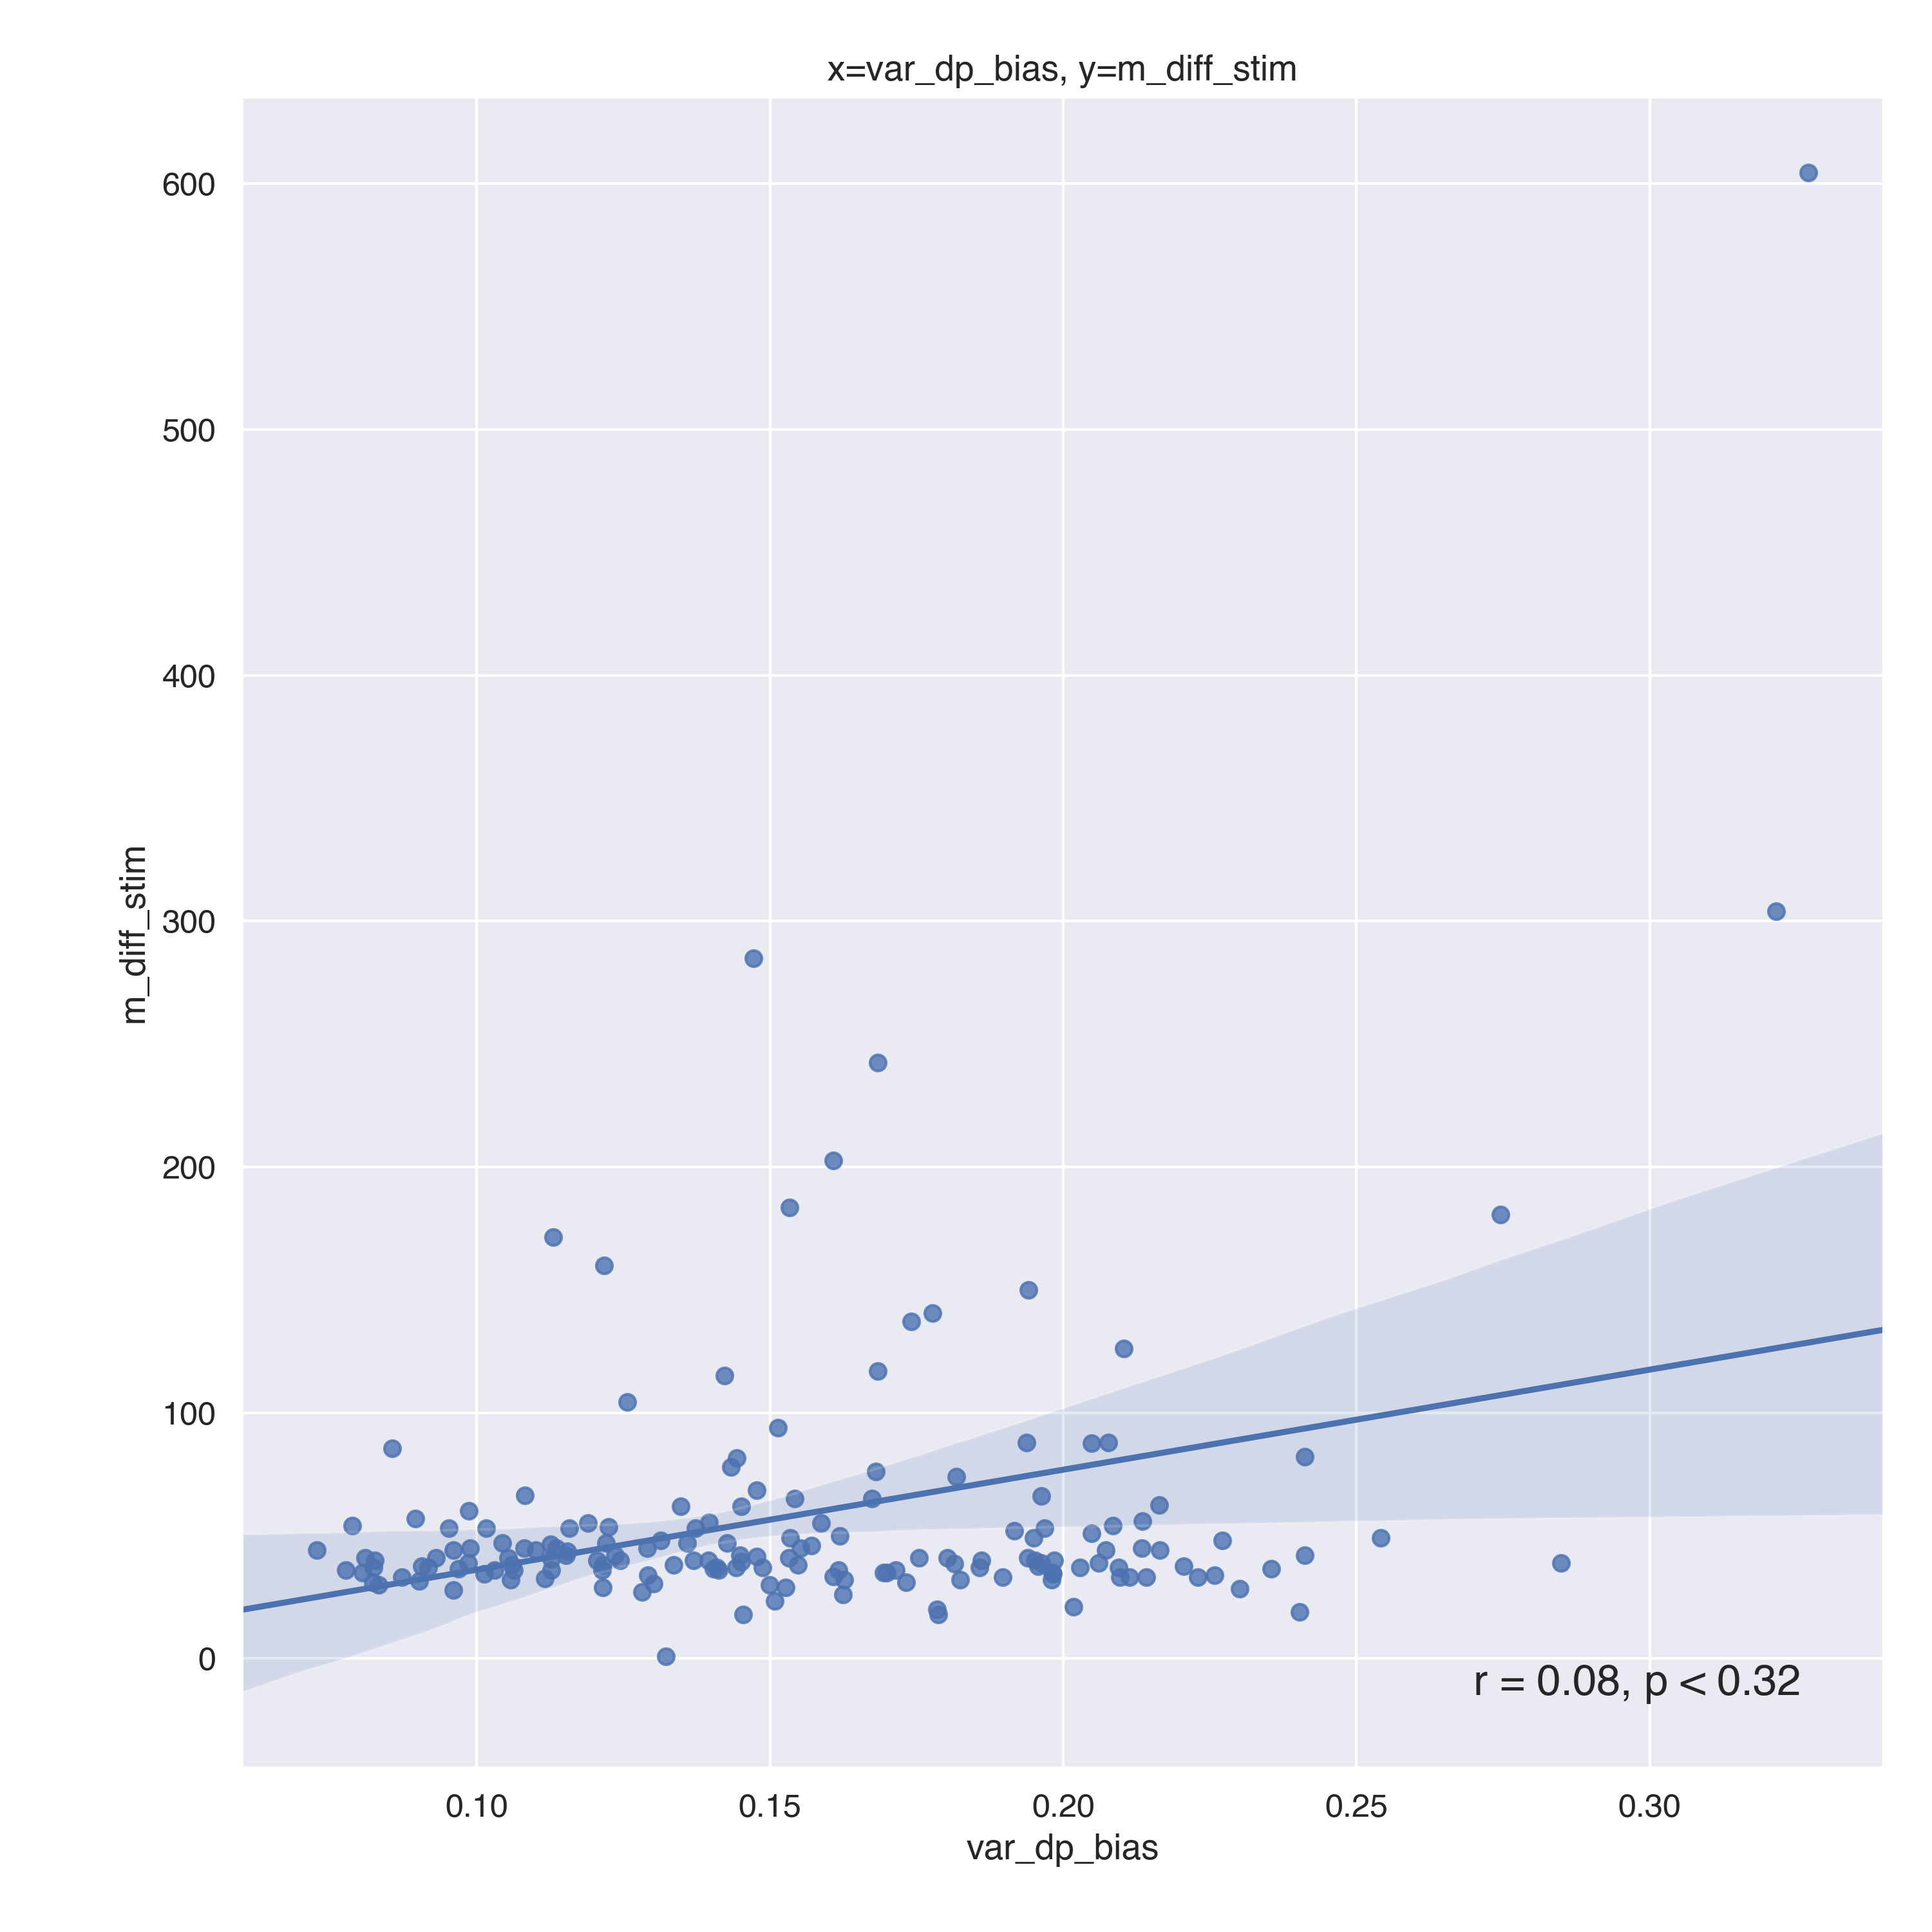 x=var_dp_bias, y=m_diff_stim
600
500
400
300
200
100
0
m_diff_stim
r = 0.08, p < 0.32
0.10 0.15 0.20 0.25 0.30
var_dp_bias